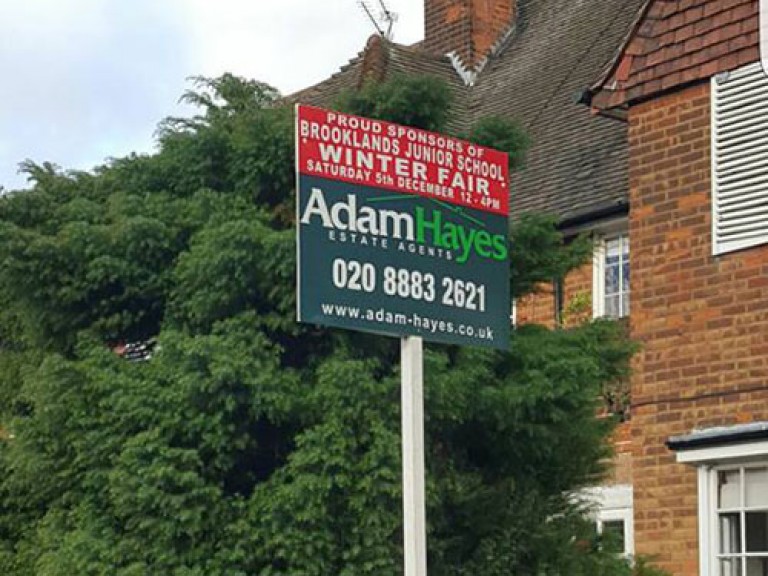 PROUD SPONSORS OF
BROOKLANDS JUNIOR SCHOOL
WINTER FAIR
SATURDAY 5th DECEMBER 12 - 4PM
AdamHayes
ESTATE AGENTS
020 8883 2621
www.adam-hayes.co.uk